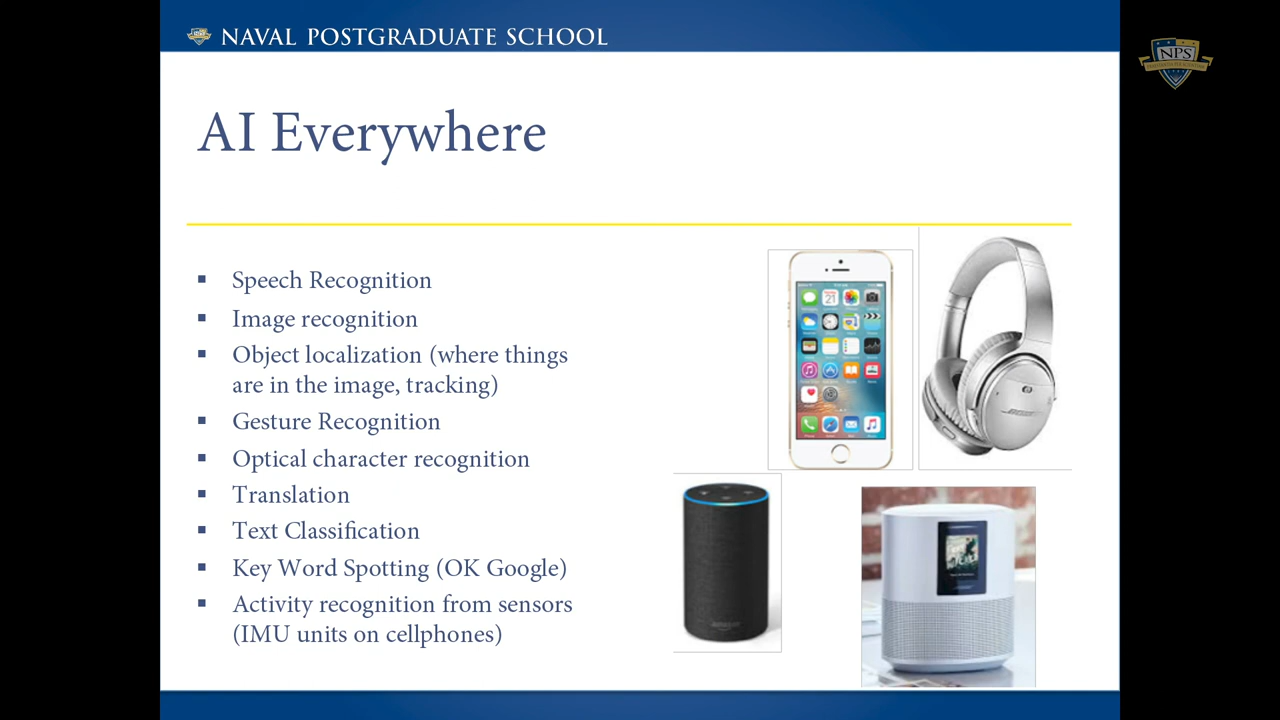 NAVAL POSTGRADUATE SCHOOL
NPS
AI Everywhere
▪ Speech Recognition
▪ Image recognition
▪ Object localization (where things
are in the image, tracking)
▪ Gesture Recognition
▪ Optical character recognition
▪ Translation
▪ Text Classification
▪ Key Word Spotting (OK Google)
▪ Activity recognition from sensors
(IMU units on cellphones)